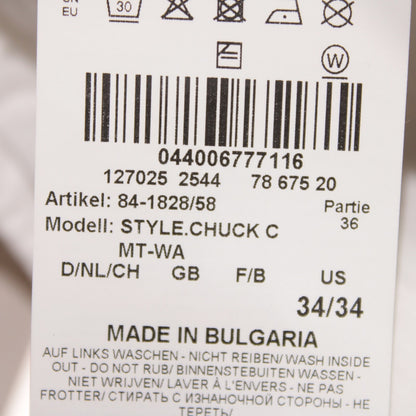 EU
30
W
044006777116
127025 2544 78 675 20
Artikel: 84-1828/58 Partie
Modell: STYLE.CHUCK C 36
MT-WA
D/NL/CH GB F/B US
34/34
MADE IN BULGARIA
AUF LINKS WASCHEN - NICHT REIBEN/ WASH INSIDE
OUT - DO NOT RUB/ BINNENSTEBUITEN WASSEN -
NIET WRIJVEN/ LAVER À L'ENVERS - NE PAS
FROTTER/ СТИРАТЬ С ИЗНАНОЧНОЙ СТОРОНЫ - НЕ
ТЕРЕТЬ/